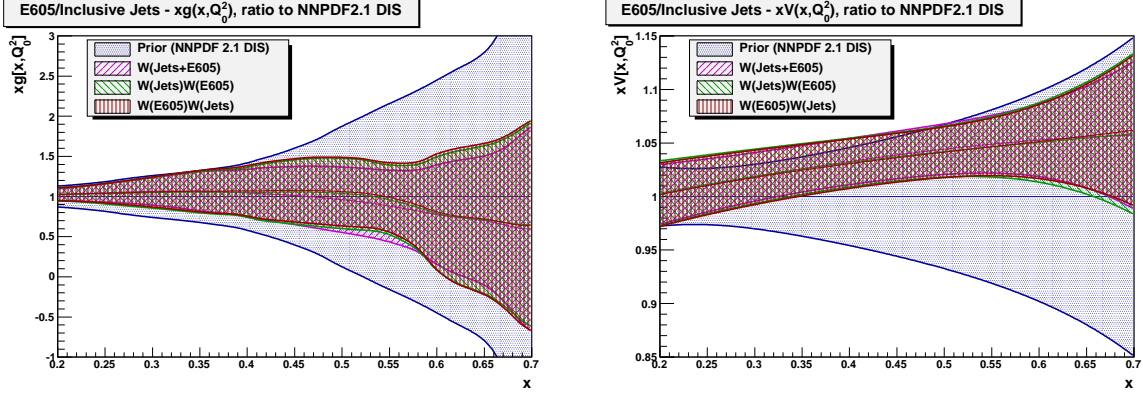 E605/Inclusive Jets - xg(x,Q₀²), ratio to NNPDF2.1 DIS
xg[x,Q₀²]
3
2.5
2
1.5
1
0.5
0
-0.5
-1
Prior (NNPDF 2.1 DIS)
W(Jets+E605)
W(Jets)W(E605)
W(E605)W(Jets)
0.2 0.25 0.3 0.35 0.4 0.45 0.5 0.55 0.6 0.65 0.7
x
E605/Inclusive Jets - xV(x,Q₀²), ratio to NNPDF2.1 DIS
xV[x,Q₀²]
1.15
1.1
1.05
1
0.95
0.9
0.85
Prior (NNPDF 2.1 DIS)
W(Jets+E605)
W(Jets)W(E605)
W(E605)W(Jets)
0.2 0.25 0.3 0.35 0.4 0.45 0.5 0.55 0.6 0.65 0.7
x